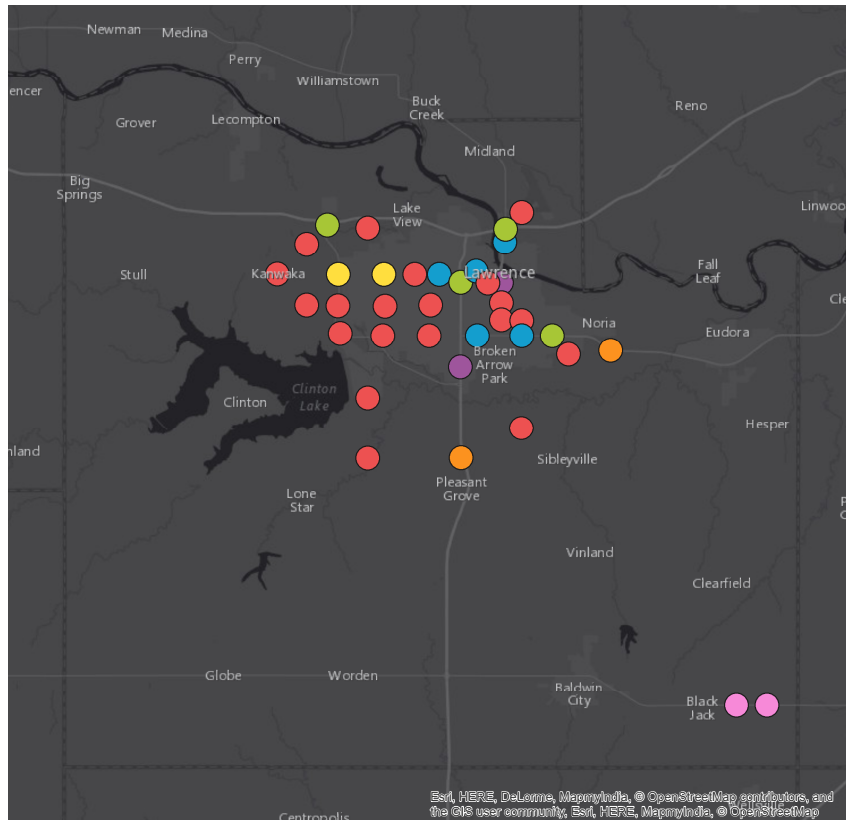 Newman
Medina
Perry
Williamstown
encer
Buck
Creek
Reno
Grover
Lecompton
Midland
Big
Springs
Lake
View
Linwoo
Stull
Kanwaka
Lawrence
Fall
Leaf
Cle
Noria
Eudora
Broken
Arrow
Park
Clinton
Lake
Clinton
Hesper
nland
Sibleyville
Pleasant
Grove
Lone
Star
Vinland
Clearfield
Globe
Worden
Baldwin
City
Black
Jack
Esri, HERE, DeLorme, MapmyIndia, © OpenStreetMap contributors, and
the GIS user community, Esri, HERE, MapmyIndia, © OpenStreetMap
Centropolis